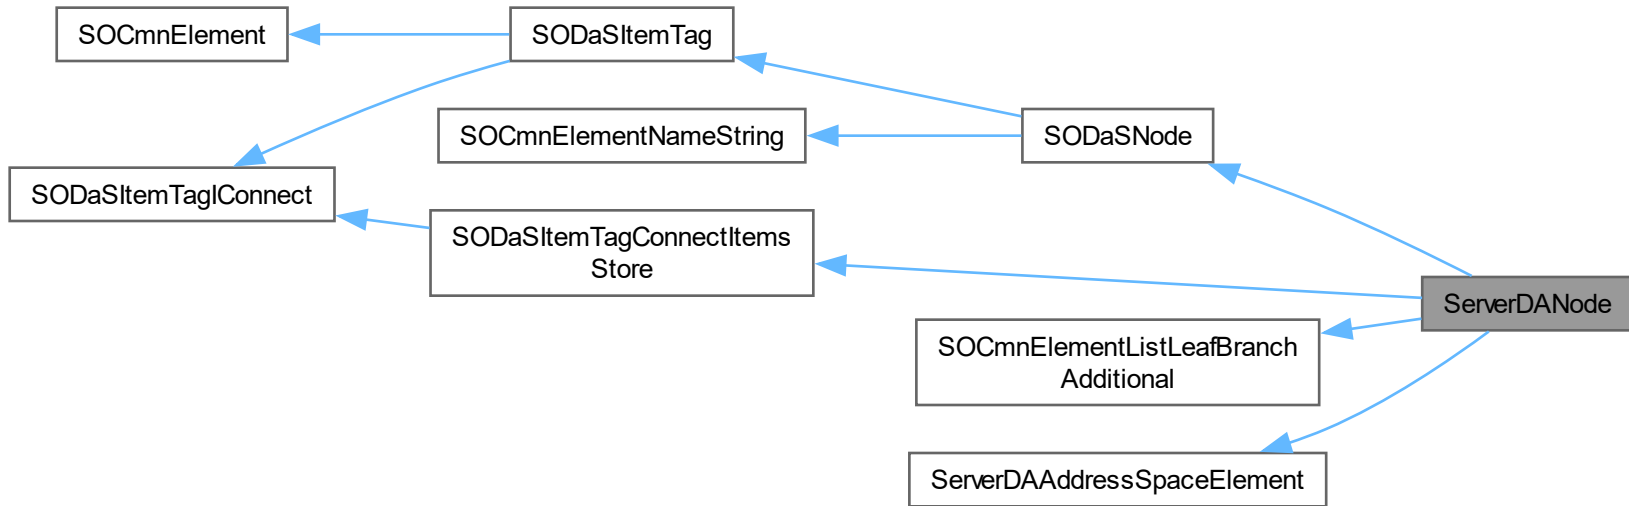 SOCmnElement
SODaSItemTag
SOCmnElementNameString
SODaSNode
SODaSItemTagIConnect
SODaSItemTagConnectItems
Store
ServerDANode
SOCmnElementListLeafBranch
Additional
ServerDAAddressSpaceElement